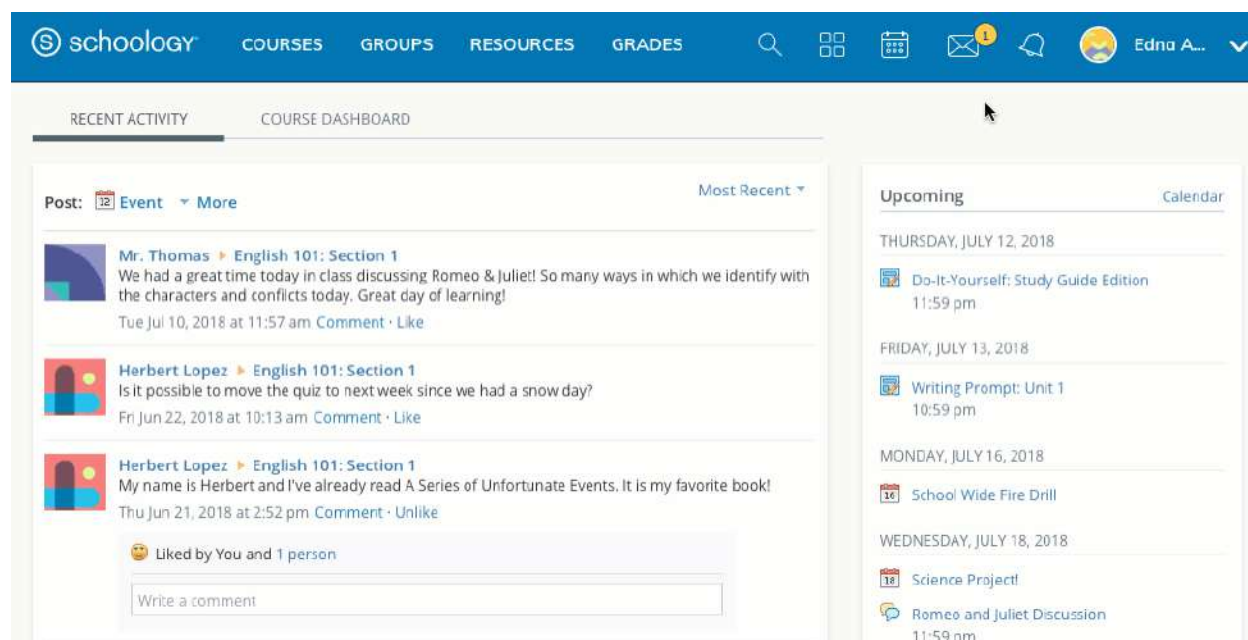 schoology COURSES GROUPS RESOURCES GRADES 1 Edna A...
RECENT ACTIVITY COURSE DASHBOARD
Post: 12 Event More Most Recent
Mr. Thomas English 101: Section 1
We had a great time today in class discussing Romeo & Juliet! So many ways in which we identify with
the characters and conflicts today. Great day of learning!
Tue Jul 10, 2018 at 11:57 am Comment · Like
Herbert Lopez English 101: Section 1
Is it possible to move the quiz to next week since we had a snow day?
Fri Jun 22, 2018 at 10:13 am Comment · Like
Herbert Lopez English 101: Section 1
My name is Herbert and I've already read A Series of Unfortunate Events. It is my favorite book!
Thu Jun 21, 2018 at 2:52 pm Comment · Unlike
Liked by You and 1 person
Write a comment
Upcoming Calendar
THURSDAY, JULY 12, 2018
Do-It-Yourself: Study Guide Edition
11:59 pm
FRIDAY, JULY 13, 2018
Writing Prompt: Unit 1
10:59 pm
MONDAY, JULY 16, 2018
16 School Wide Fire Drill
WEDNESDAY, JULY 18, 2018
18 Science Project!
Romeo and Juliet Discussion
11:59 pm